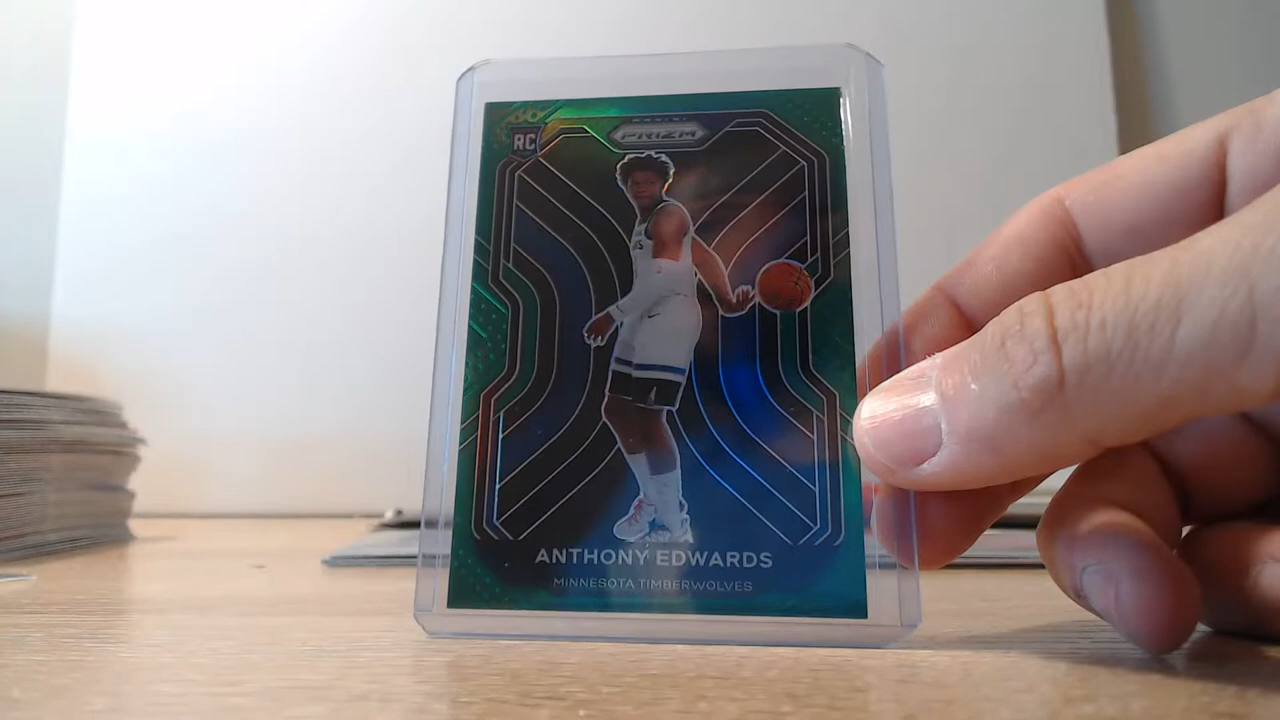 PANINI
PRIZM
RC
ANTHONY EDWARDS
MINNESOTA TIMBERWOLVES